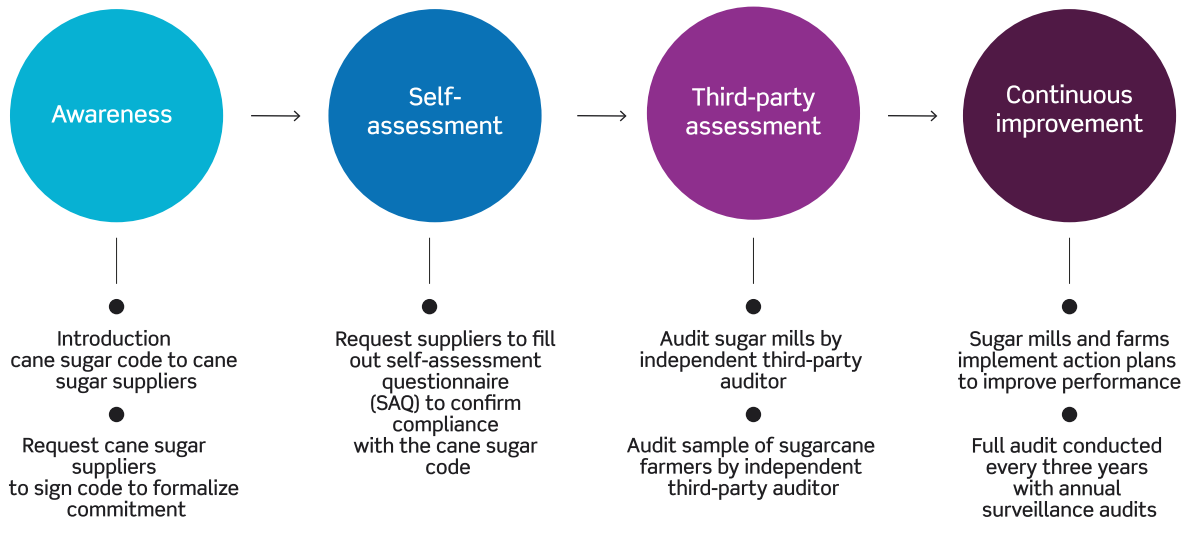 Awareness
Self-
assessment
Third-party
assessment
Continuous
improvement
Introduction
cane sugar code to cane
sugar suppliers
Request cane sugar
suppliers
to sign code to formalize
commitment
Request suppliers to fill
out self-assessment
questionnaire
(SAQ) to confirm
compliance
with the cane sugar
code
Audit sugar mills by
independent third-party
auditor
Audit sample of sugarcane
farmers by independent
third-party auditor
Sugar mills and farms
implement action plans
to improve performance
Full audit conducted
every three years
with annual
surveillance audits